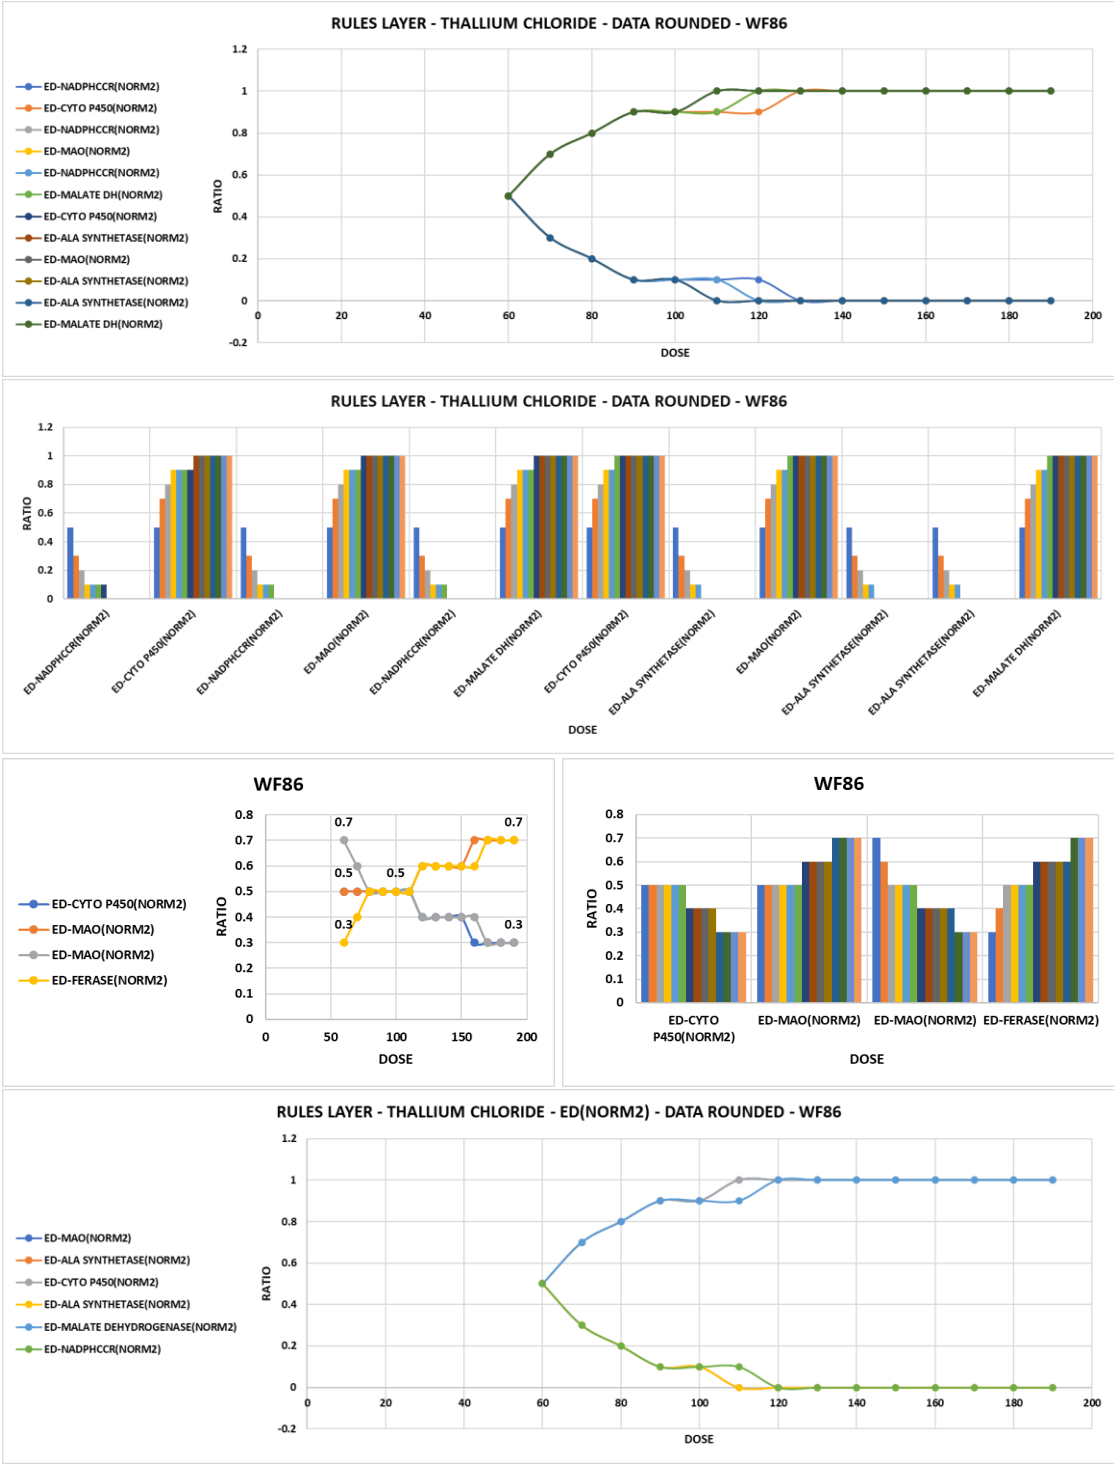 RULES LAYER - THALLIUM CHLORIDE - DATA ROUNDED - WF86
ED-NADPHCCR(NORM2)
ED-CYTO P450(NORM2)
ED-NADPHCCR(NORM2)
ED-MAO(NORM2)
ED-NADPHCCR(NORM2)
ED-MALATE DH(NORM2)
ED-CYTO P450(NORM2)
ED-ALA SYNTHETASE(NORM2)
ED-MAO(NORM2)
ED-ALA SYNTHETASE(NORM2)
ED-ALA SYNTHETASE(NORM2)
ED-MALATE DH(NORM2)
RATIO
1.2
1
0.8
0.6
0.4
0.2
0
-0.2
0 20 40 60 80 100 120 140 160 180 200
DOSE
RULES LAYER - THALLIUM CHLORIDE - DATA ROUNDED - WF86
RATIO
1.2
1
0.8
0.6
0.4
0.2
0
ED-NADPHCCR(NORM2)
ED-CYTO P450(NORM2)
ED-NADPHCCR(NORM2)
ED-MAO(NORM2)
ED-NADPHCCR(NORM2)
ED-MALATE DH(NORM2)
ED-CYTO P450(NORM2)
ED-ALA SYNTHETASE(NORM2)
ED-MAO(NORM2)
ED-ALA SYNTHETASE(NORM2)
ED-ALA SYNTHETASE(NORM2)
ED-MALATE DH(NORM2)
DOSE
WF86
ED-CYTO P450(NORM2)
ED-MAO(NORM2)
ED-MAO(NORM2)
ED-FERASE(NORM2)
RATIO
0.8
0.7
0.6
0.5
0.4
0.3
0.2
0.1
0
0.7 0.7
0.5 0.5
0.3 0.3
0 50 100 150 200
DOSE
WF86
RATIO
0.8
0.7
0.6
0.5
0.4
0.3
0.2
0.1
0
ED-CYTO
P450(NORM2)
ED-MAO(NORM2)
ED-MAO(NORM2)
ED-FERASE(NORM2)
DOSE
RULES LAYER - THALLIUM CHLORIDE - ED(NORM2) - DATA ROUNDED - WF86
ED-MAO(NORM2)
ED-ALA SYNTHETASE(NORM2)
ED-CYTO P450(NORM2)
ED-ALA SYNTHETASE(NORM2)
ED-MALATE DEHYDROGENASE(NORM2)
ED-NADPHCCR(NORM2)
RATIO
1.2
1
0.8
0.6
0.4
0.2
0
-0.2
0 20 40 60 80 100 120 140 160 180 200
DOSE